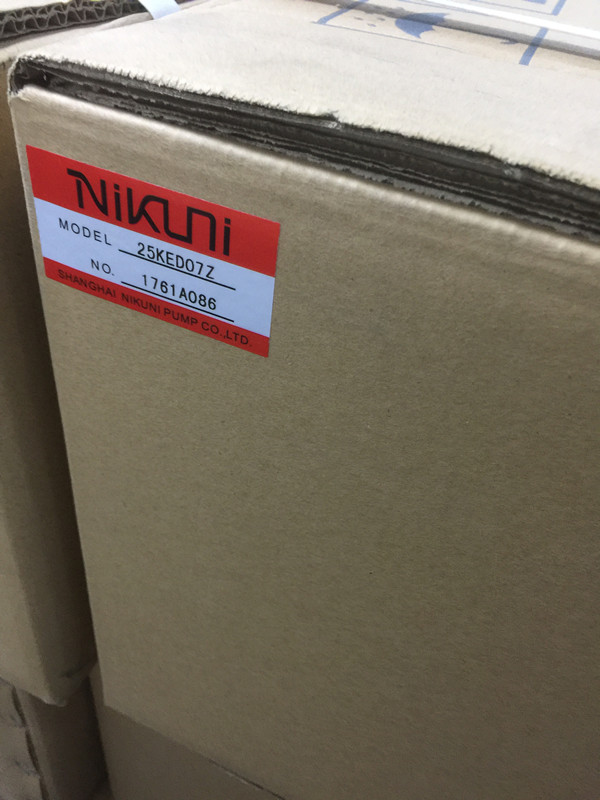 Nikuni
MODEL 25KED07Z
NO. 1761A086
SHANGHAI NIKUNI PUMP CO.,LTD.